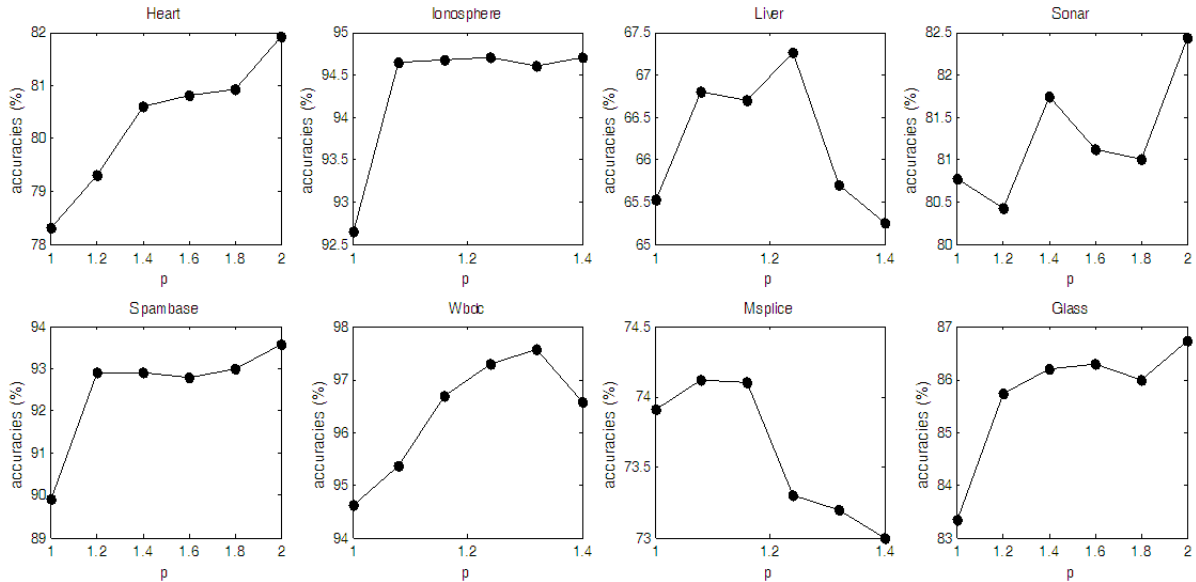 Heart
82
81
80
79
78
accuracies (%)
1 1.2 1.4 1.6 1.8 2
p
Ionosphere
95
94.5
94
93.5
93
92.5
accuracies (%)
1 1.2 1.4
p
Liver
67.5
67
66.5
66
65.5
65
accuracies (%)
1 1.2 1.4
p
Sonar
82.5
82
81.5
81
80.5
80
accuracies (%)
1 1.2 1.4 1.6 1.8 2
p
Spambase
94
93
92
91
90
89
accuracies (%)
1 1.2 1.4 1.6 1.8 2
p
Wbdc
98
97
96
95
94
accuracies (%)
1 1.2 1.4
p
Msplice
74.5
74
73.5
73
accuracies (%)
1 1.2 1.4
p
Glass
87
86
85
84
83
accuracies (%)
1 1.2 1.4 1.6 1.8 2
p